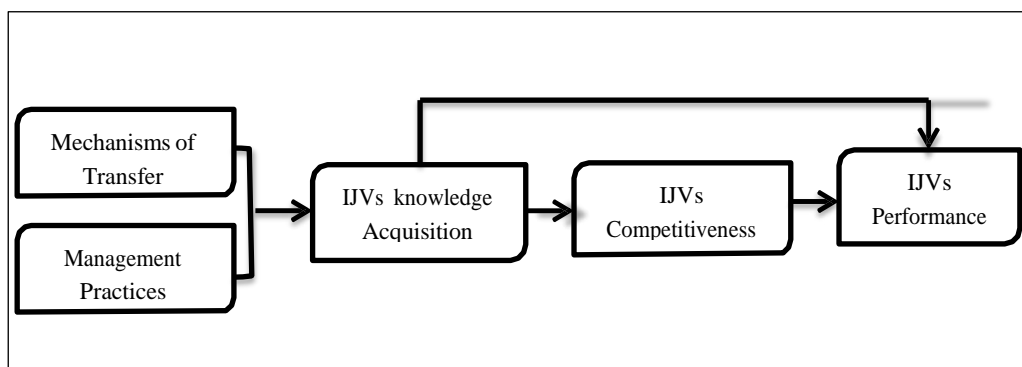 Mechanisms of
Transfer
Management
Practices
IJVs knowledge
Acquisition
IJVs
Competitiveness
IJVs
Performance